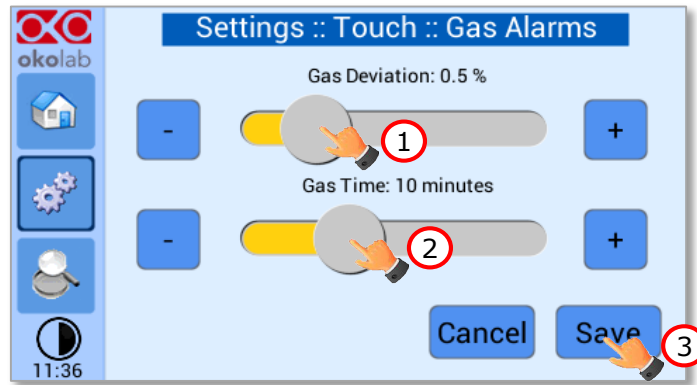 Settings :: Touch :: Gas Alarms
okolab
Gas Deviation: 0.5 %
-
+
1
Gas Time: 10 minutes
-
+
2
Cancel
Save
3
11:36